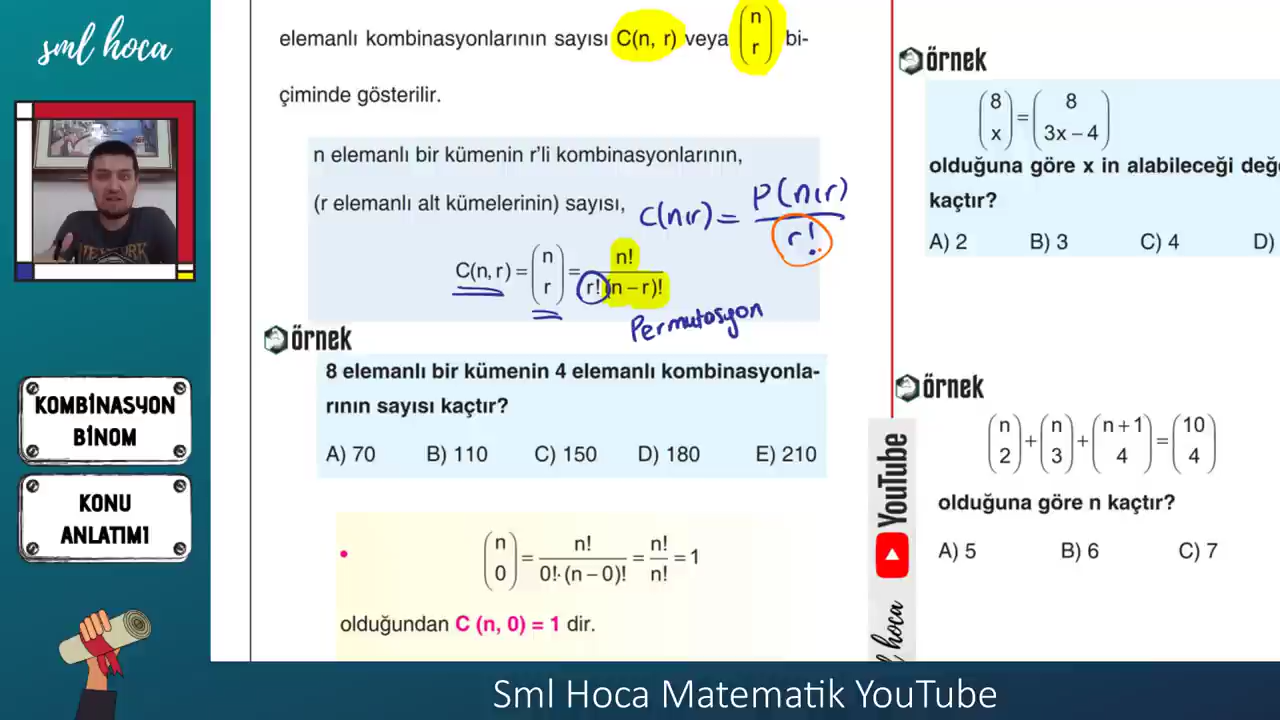 sml hoca
KOMBİNASYON
BİNOM
KONU
ANLATIMI
elemanlı kombinasyonlarının sayısı C(n, r) veya (n r) bi-
çiminde gösterilir.
n elemanlı bir kümenin r'li kombinasyonlarının,
(r elemanlı alt kümelerinin) sayısı,
C(n,r) = P(n,r) / r!
C(n, r) = (n r) = n! / r!(n – r)!
Permutasyon
örnek
8 elemanlı bir kümenin 4 elemanlı kombinasyonla-
rının sayısı kaçtır?
A) 70 B) 110 C) 150 D) 180 E) 210
• (n 0) = n! / 0!·(n – 0)! = n! / n! = 1
olduğundan C (n, 0) = 1 dir.
YouTube
hoca
örnek
(8 x) = (8 3x – 4)
olduğuna göre x in alabileceği
kaçtır?
A) 2 B) 3 C) 4 D)
örnek
(n 2) + (n 3) + (n + 1 4) = (10 4)
olduğuna göre n kaçtır?
A) 5 B) 6 C) 7
Sml Hoca Matematik YouTube